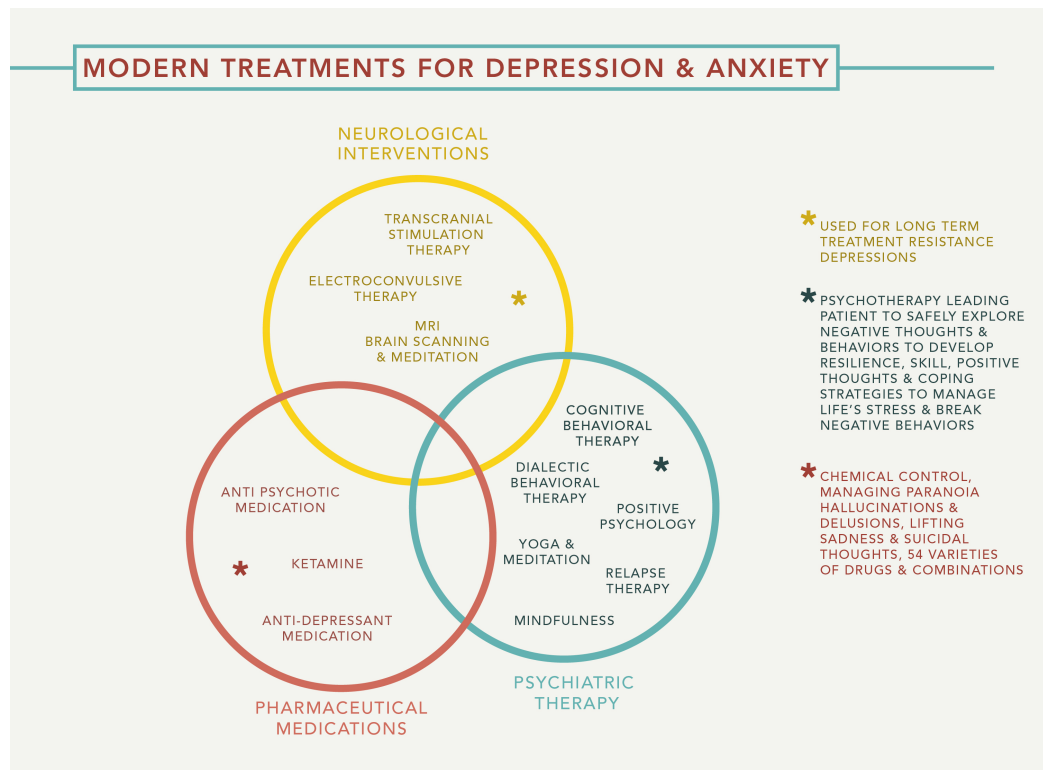 MODERN TREATMENTS FOR DEPRESSION & ANXIETY
NEUROLOGICAL
INTERVENTIONS
TRANSCRANIAL
STIMULATION
THERAPY
ELECTROCONVULSIVE
THERAPY
*
MRI
BRAIN SCANNING
& MEDITATION
COGNITIVE
BEHAVIORAL
THERAPY
*
DIALECTIC
BEHAVIORAL
THERAPY
POSITIVE
PSYCHOLOGY
YOGA &
MEDITATION
RELAPSE
THERAPY
MINDFULNESS
PSYCHIATRIC
THERAPY
ANTI PSYCHOTIC
MEDICATION
KETAMINE
*
ANTI-DEPRESSANT
MEDICATION
PHARMACEUTICAL
MEDICATIONS
* USED FOR LONG TERM
TREATMENT RESISTANCE
DEPRESSIONS
* PSYCHOTHERAPY LEADING
PATIENT TO SAFELY EXPLORE
NEGATIVE THOUGHTS &
BEHAVIORS TO DEVELOP
RESILIENCE, SKILL, POSITIVE
THOUGHTS & COPING
STRATEGIES TO MANAGE
LIFE'S STRESS & BREAK
NEGATIVE BEHAVIORS
* CHEMICAL CONTROL,
MANAGING PARANOIA
HALLUCINATIONS &
DELUSIONS, LIFTING
SADNESS & SUICIDAL
THOUGHTS, 54 VARIETIES
OF DRUGS & COMBINATIONS